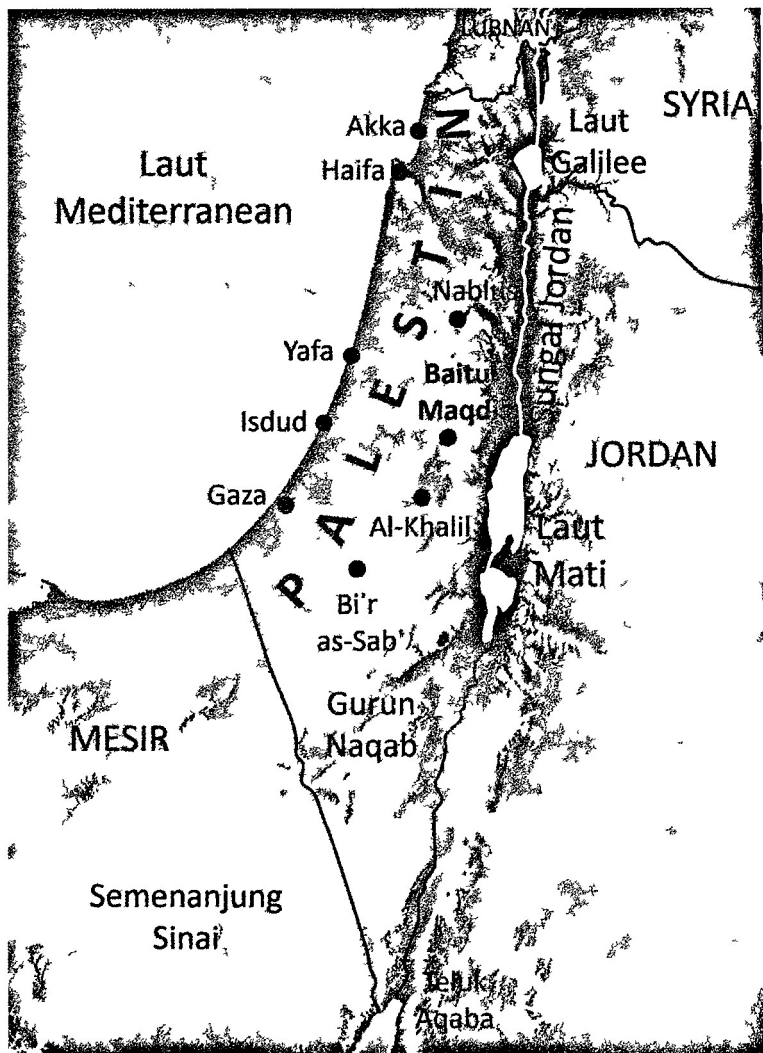 LUBNAN
SYRIA
Akka
Laut
Galilee
Haifa
Laut
Mediterranean
PALESTIN
Sungai Jordan
Nablus
Yafa
Baitul
Maqdis
Isdud
JORDAN
Gaza
Al-Khalil
Laut
Mati
Bi'r
as-Sab'
Gurun
Naqab
MESIR
Semenanjung
Sinai
Teluk
Aqaba